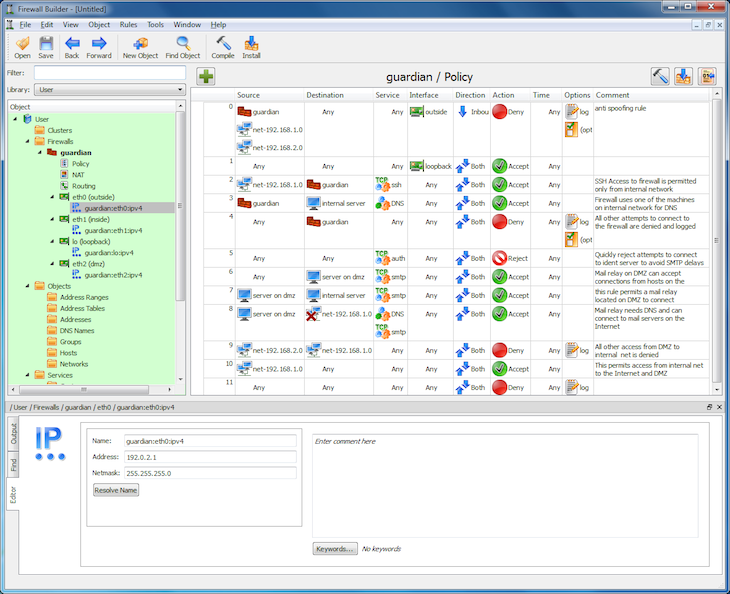 Firewall Builder - [Untitled]
File Edit View Object Rules Tools Window Help
Open Save Back Forward New Object Find Object Compile Install
Filter:
Library: User
Object
User
Clusters
Firewalls
guardian
Policy
NAT
Routing
eth0 (outside)
guardian:eth0:ipv4
eth1 (inside)
guardian:eth1:ipv4
lo (loopback)
guardian:lo:ipv4
eth2 (dmz)
guardian:eth2:ipv4
Objects
Address Ranges
Address Tables
Addresses
DNS Names
Groups
Hosts
Networks
Services
guardian / Policy
Source Destination Service Interface Direction Action Time Options Comment
0 guardian Any Any outside Inbou Deny Any log anti spoofing rule
net-192.168.1.0 (opt
net-192.168.2.0
1 Any Any Any loopback Both Accept Any
2 net-192.168.1.0 guardian TCP ssh Any Both Accept Any SSH Access to firewall is permitted
only from internal network
3 guardian internal server DNS Any Both Accept Any Firewall uses one of the machines
on internal network for DNS
4 Any guardian Any Any Both Deny Any log All other attempts to connect to
the firewall are denied and logged
(opt
5 Any Any TCP auth Any Both Reject Any Quickly reject attempts to connect
to ident server to avoid SMTP delays
6 Any server on dmz TCP smtp Any Both Accept Any Mail relay on DMZ can accept
connections from hosts on the
7 server on dmz internal server TCP smtp Any Both Accept Any this rule permits a mail relay
located on DMZ to connect
8 server on dmz net-192.168.1.0 DNS Any Both Accept Any Mail relay needs DNS and can
connect to mail servers on the
TCP smtp Internet
9 net-192.168.2.0 net-192.168.1.0 Any Any Both Deny Any log All other access from DMZ to
internal net is denied
10 net-192.168.1.0 Any Any Any Both Accept Any This permits access from internal net
to the Internet and DMZ
11 Any Any Any Any Both Deny Any log
/ User / Firewalls / guardian / eth0 / guardian:eth0:ipv4
Output
Find
Editor
IP
Name: guardian:eth0:ipv4
Address: 192.0.2.1
Netmask: 255.255.255.0
Resolve Name
Enter comment here
Keywords... No keywords